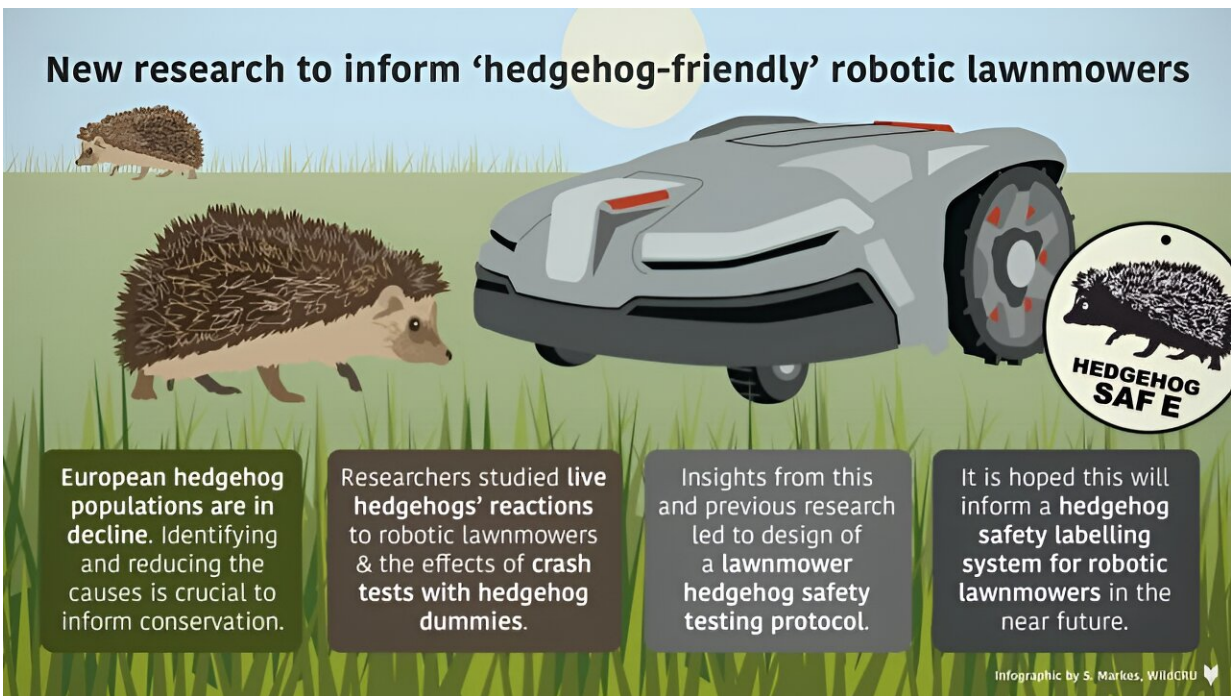 New research to inform ‘hedgehog-friendly’ robotic lawnmowers
HEDGEHOG
SAF E
European hedgehog
populations are in
decline. Identifying
and reducing the
causes is crucial to
inform conservation.
Researchers studied live
hedgehogs’ reactions
to robotic lawnmowers
& the effects of crash
tests with hedgehog
dummies.
Insights from this
and previous research
led to design of
a lawnmower
hedgehog safety
testing protocol.
It is hoped this will
inform a hedgehog
safety labelling
system for robotic
lawnmowers in the
near future.
Infographic by S. Markes, WildCRU